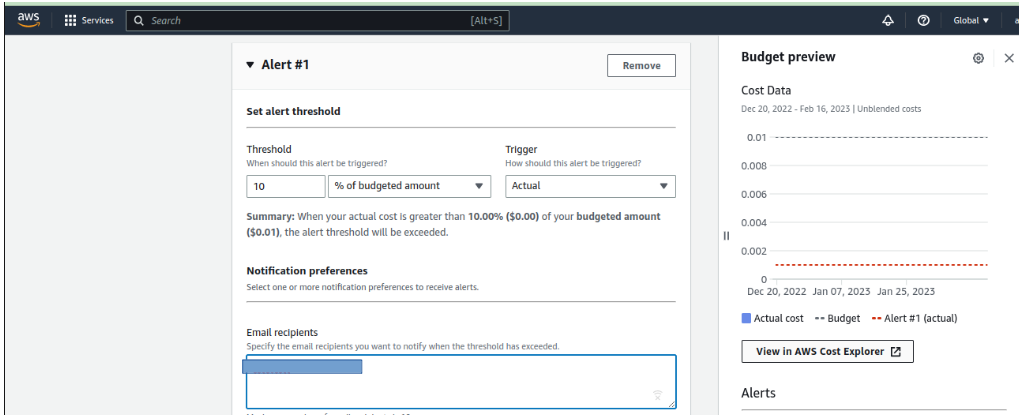 aws
Services
Search
[Alt+S]
Global
Alert #1
Remove
Set alert threshold
Threshold
When should this alert be triggered?
10
% of budgeted amount
Trigger
How should this alert be triggered?
Actual
Summary: When your actual cost is greater than 10.00% ($0.00) of your budgeted amount
($0.01), the alert threshold will be exceeded.
Notification preferences
Select one or more notification preferences to receive alerts.
Email recipients
Specify the email recipients you want to notify when the threshold has exceeded.
Budget preview
Cost Data
Dec 20, 2022 - Feb 16, 2023 | Unblended costs
0.01
0.008
0.006
0.004
0.002
0
Dec 20, 2022 Jan 07, 2023 Jan 25, 2023
Actual cost Budget Alert #1 (actual)
View in AWS Cost Explorer
Alerts